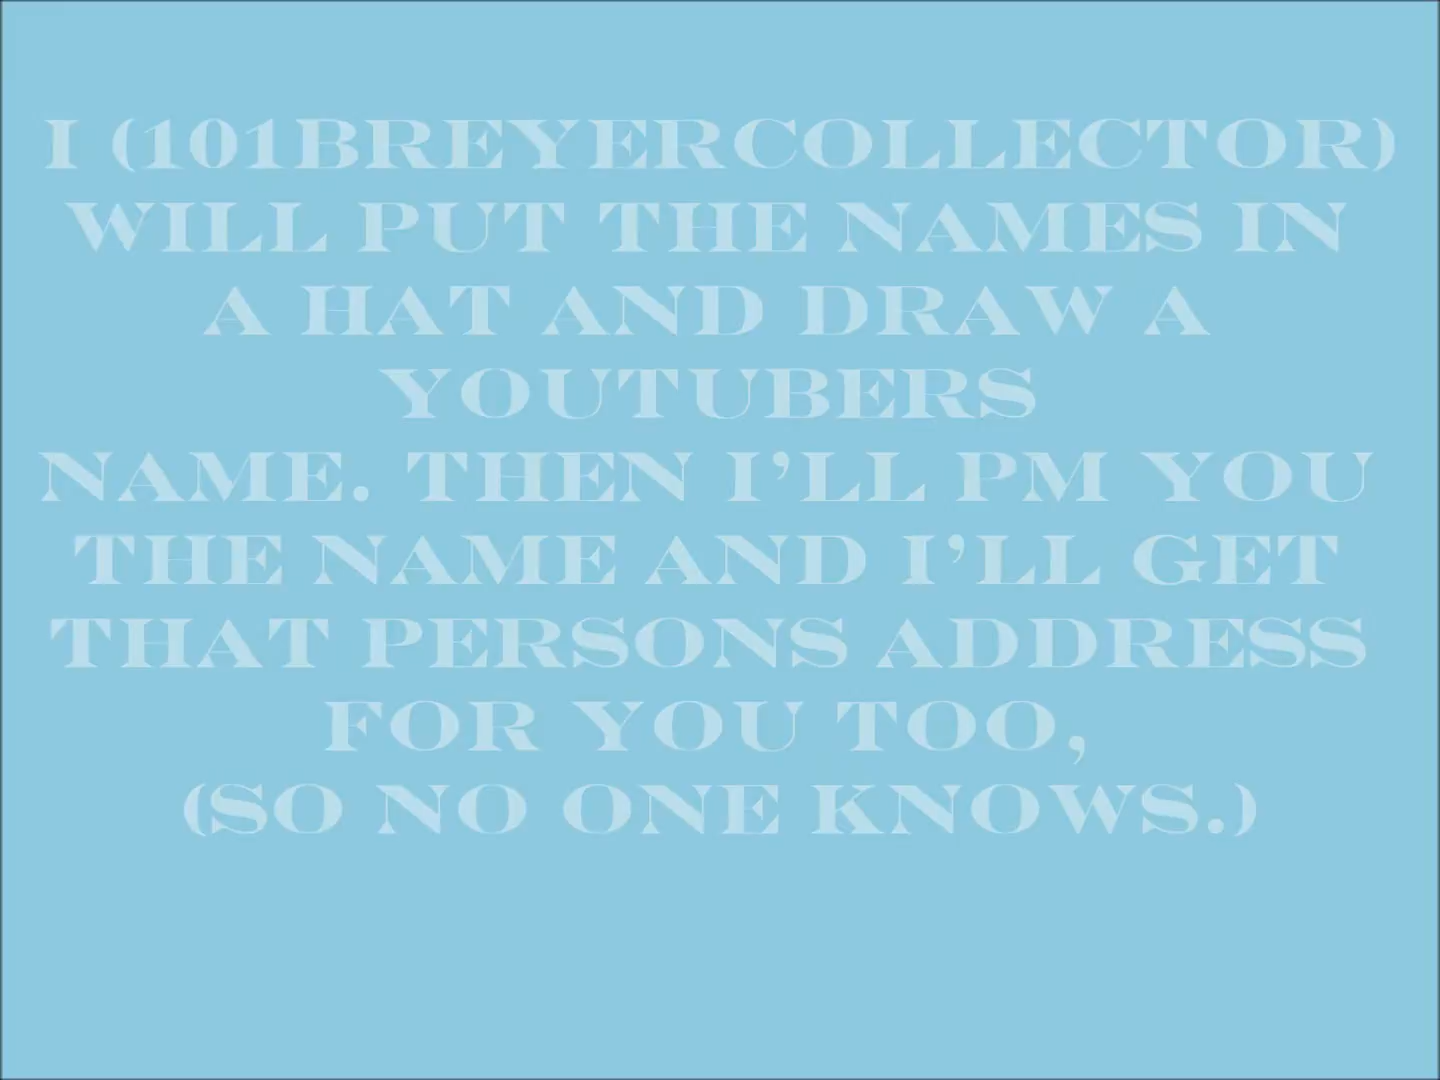 I (101BREYERCOLLECTOR)
WILL PUT THE NAMES IN
A HAT AND DRAW A
YOUTUBERS
NAME. THEN I'LL PM YOU
THE NAME AND I'LL GET
THAT PERSONS ADDRESS
FOR YOU TOO,
(SO NO ONE KNOWS.)